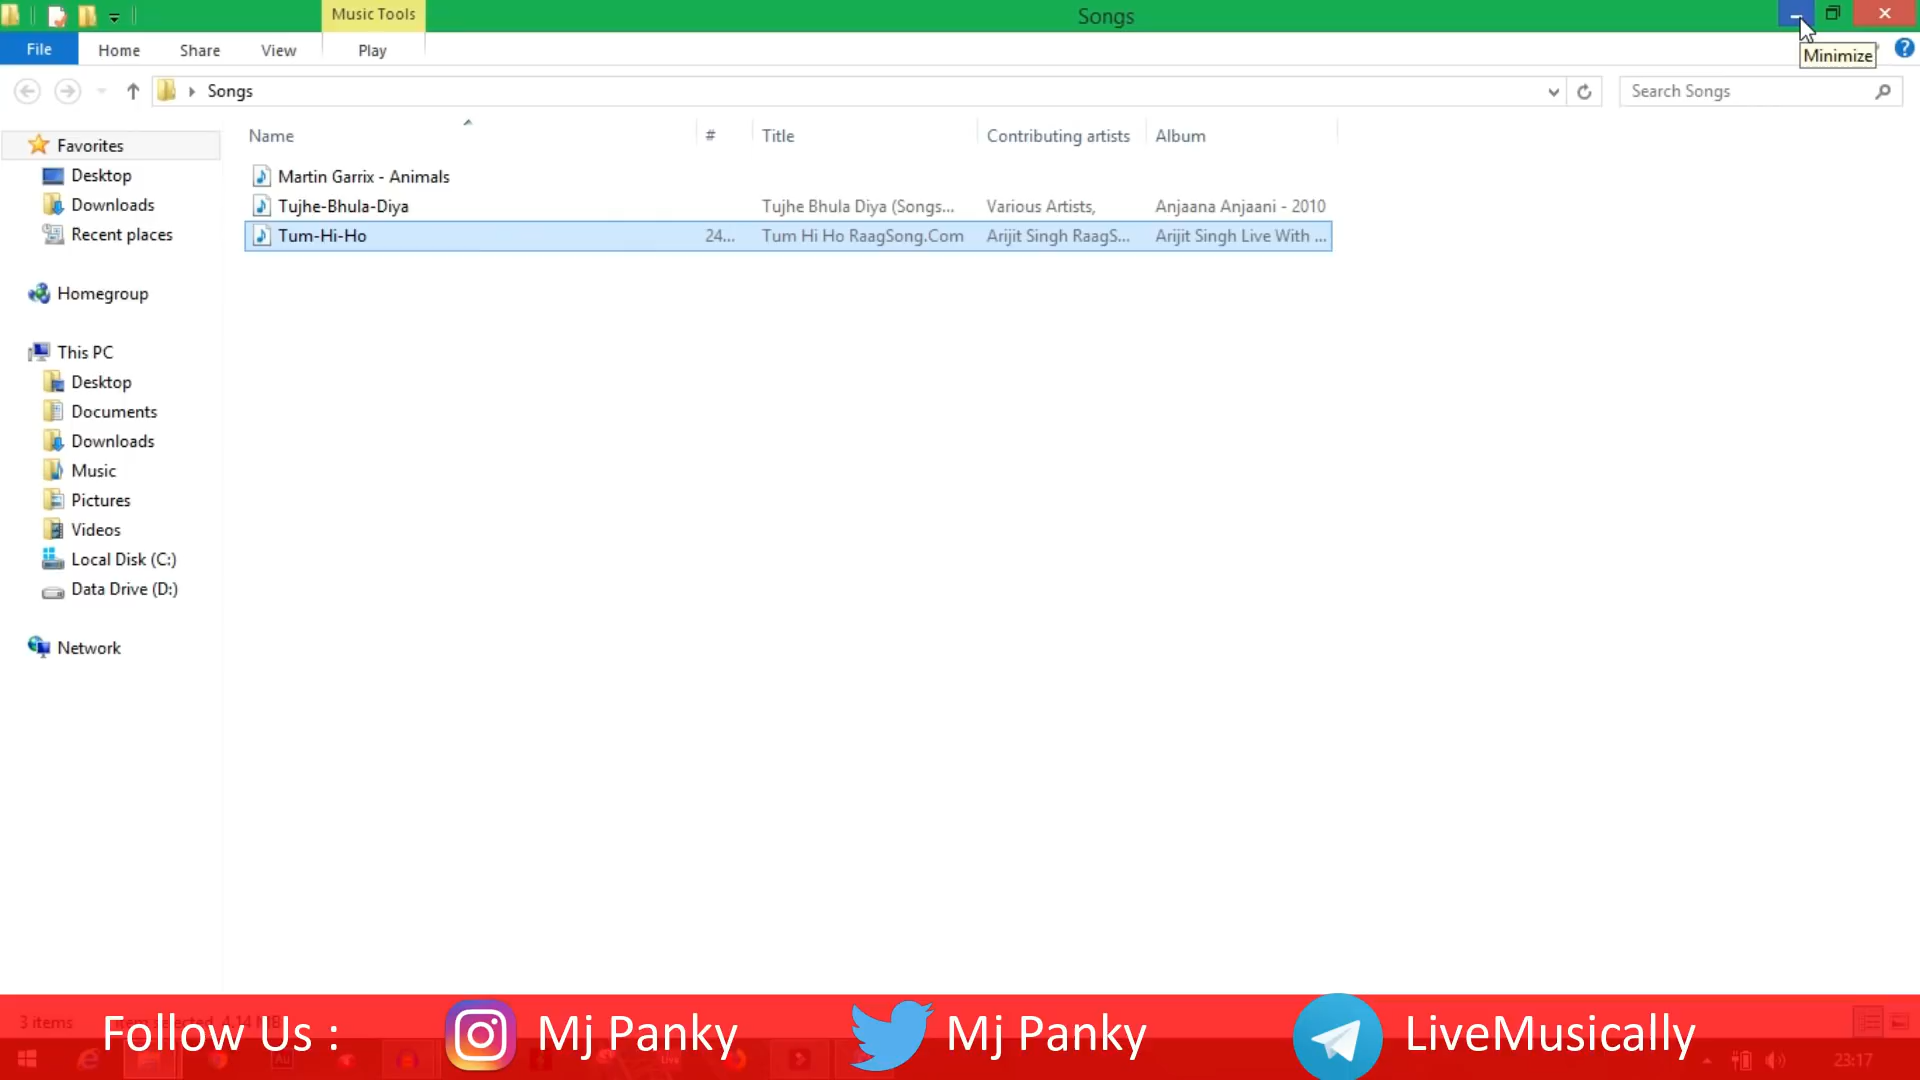 Music Tools
Songs
File Home Share View Play
Minimize
Songs
Search Songs
Name # Title Contributing artists Album
Favorites
Desktop
Downloads
Recent places
Homegroup
This PC
Desktop
Documents
Downloads
Music
Pictures
Videos
Local Disk (C:)
Data Drive (D:)
Network
Martin Garrix - Animals
Tujhe-Bhula-Diya Tujhe Bhula Diya (Songs... Various Artists, Anjaana Anjaani - 2010
Tum-Hi-Ho 24... Tum Hi Ho RaagSong.Com Arijit Singh RaagS... Arijit Singh Live With ...
3 items
Follow Us : Mj Panky Mj Panky LiveMusically
23:17